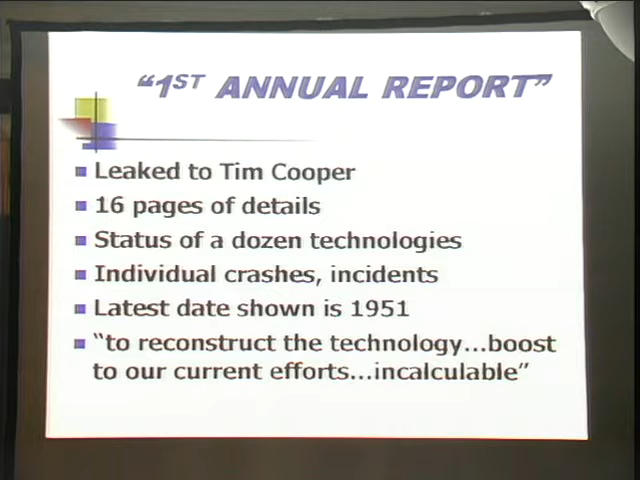 “1ST ANNUAL REPORT”
Leaked to Tim Cooper
16 pages of details
Status of a dozen technologies
Individual crashes, incidents
Latest date shown is 1951
“to reconstruct the technology...boost
to our current efforts...incalculable”